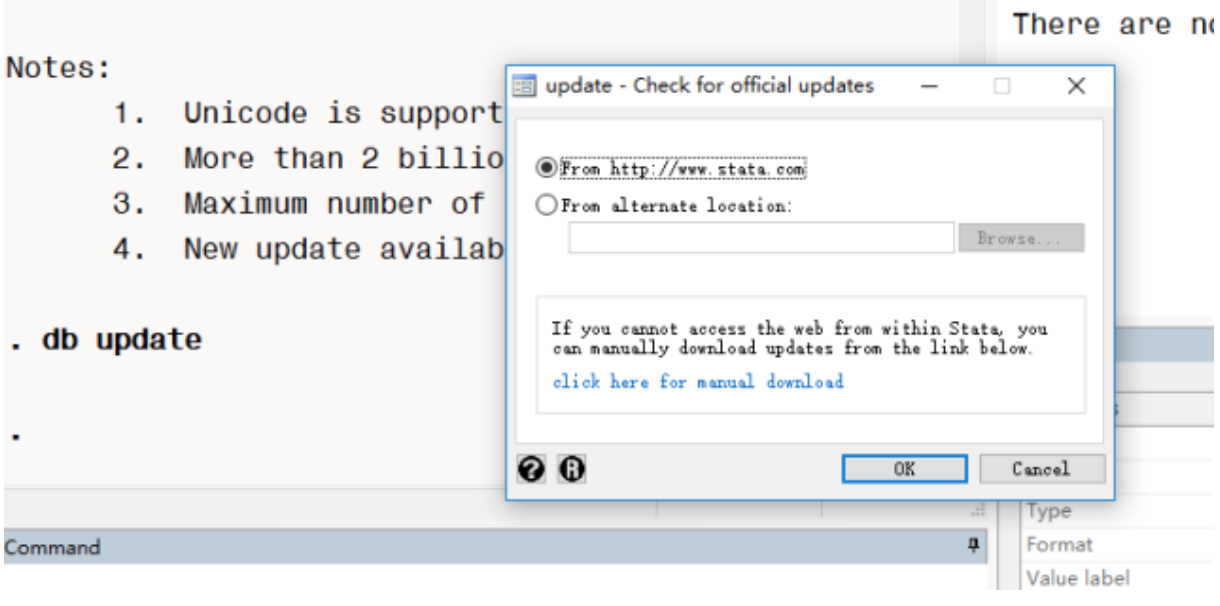 There are no
Notes:
1. Unicode is support
2. More than 2 billio
3. Maximum number of
4. New update availab
. db update
.
update - Check for official updates
From http://www.stata.com
From alternate location:
Browse...
If you cannot access the web from within Stata, you
can manually download updates from the link below.
click here for manual download
OK
Cancel
Command
Type
Format
Value label